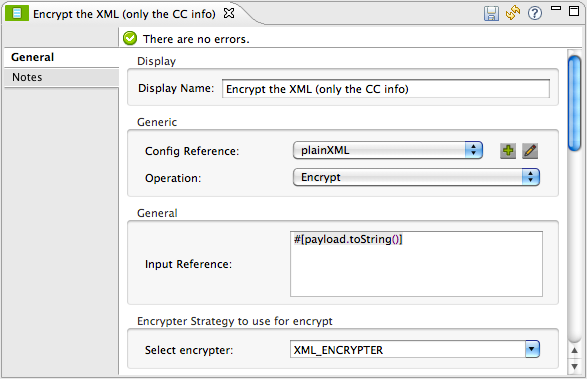 Encrypt the XML (only the CC info)
There are no errors.
General
Notes
Display
Display Name: Encrypt the XML (only the CC info)
Generic
Config Reference: plainXML
Operation: Encrypt
General
Input Reference: #[payload.toString()]
Encrypter Strategy to use for encrypt
Select encrypter: XML_ENCRYPTER